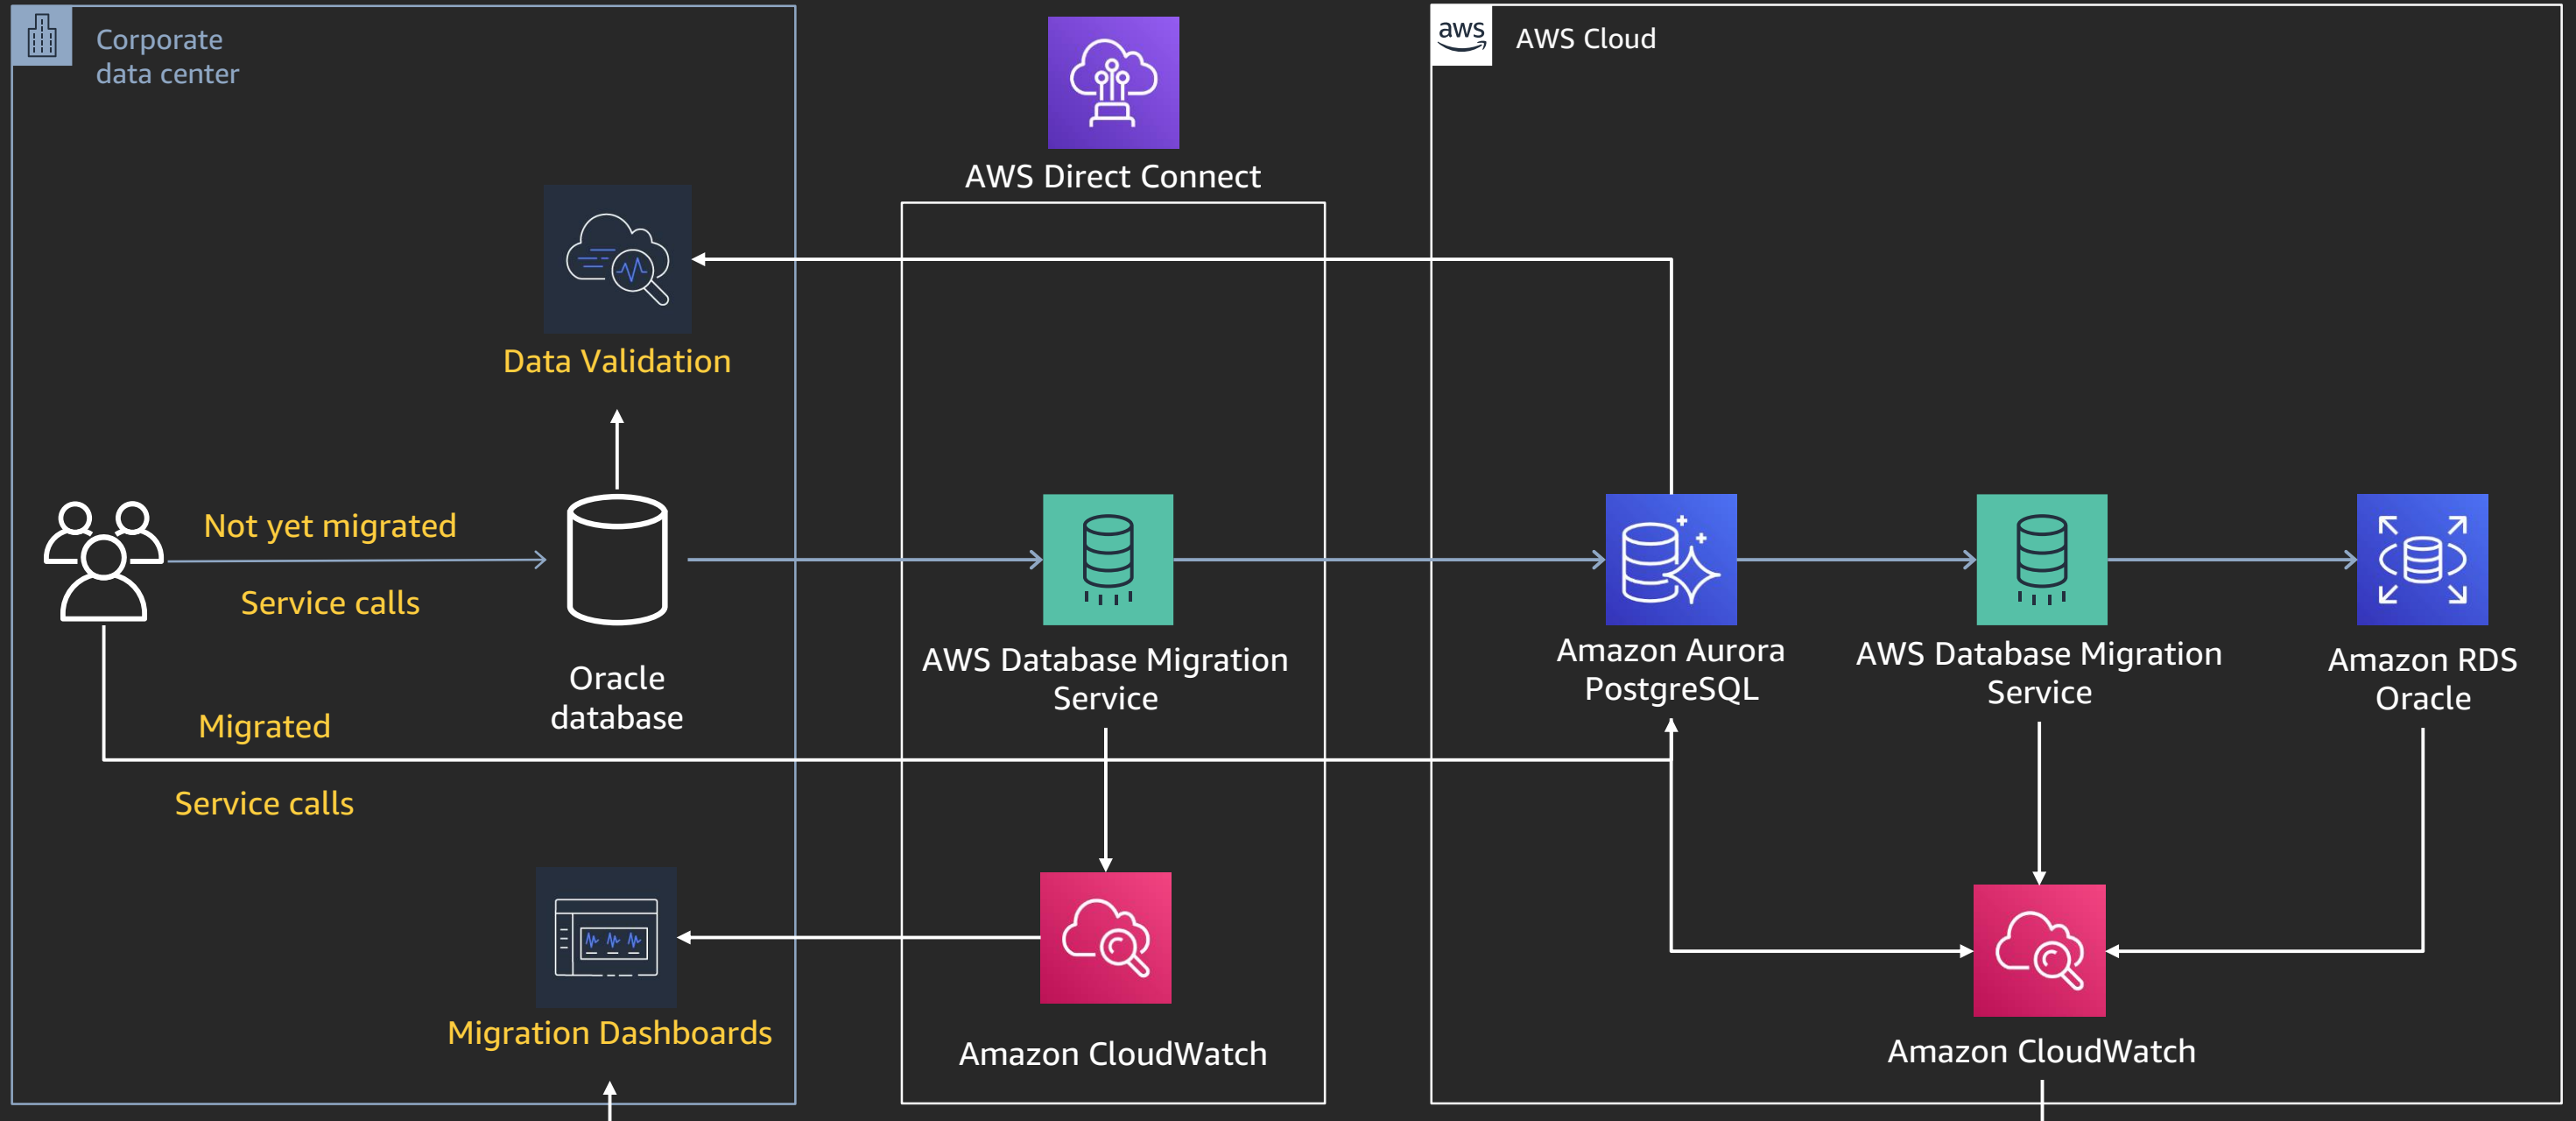 Corporate
data center
AWS Direct Connect
aws
AWS Cloud
Data Validation
Not yet migrated
Service calls
Oracle
database
AWS Database Migration
Service
Amazon Aurora
PostgreSQL
AWS Database Migration
Service
Amazon RDS
Oracle
Migrated
Service calls
Migration Dashboards
Amazon CloudWatch
Amazon CloudWatch